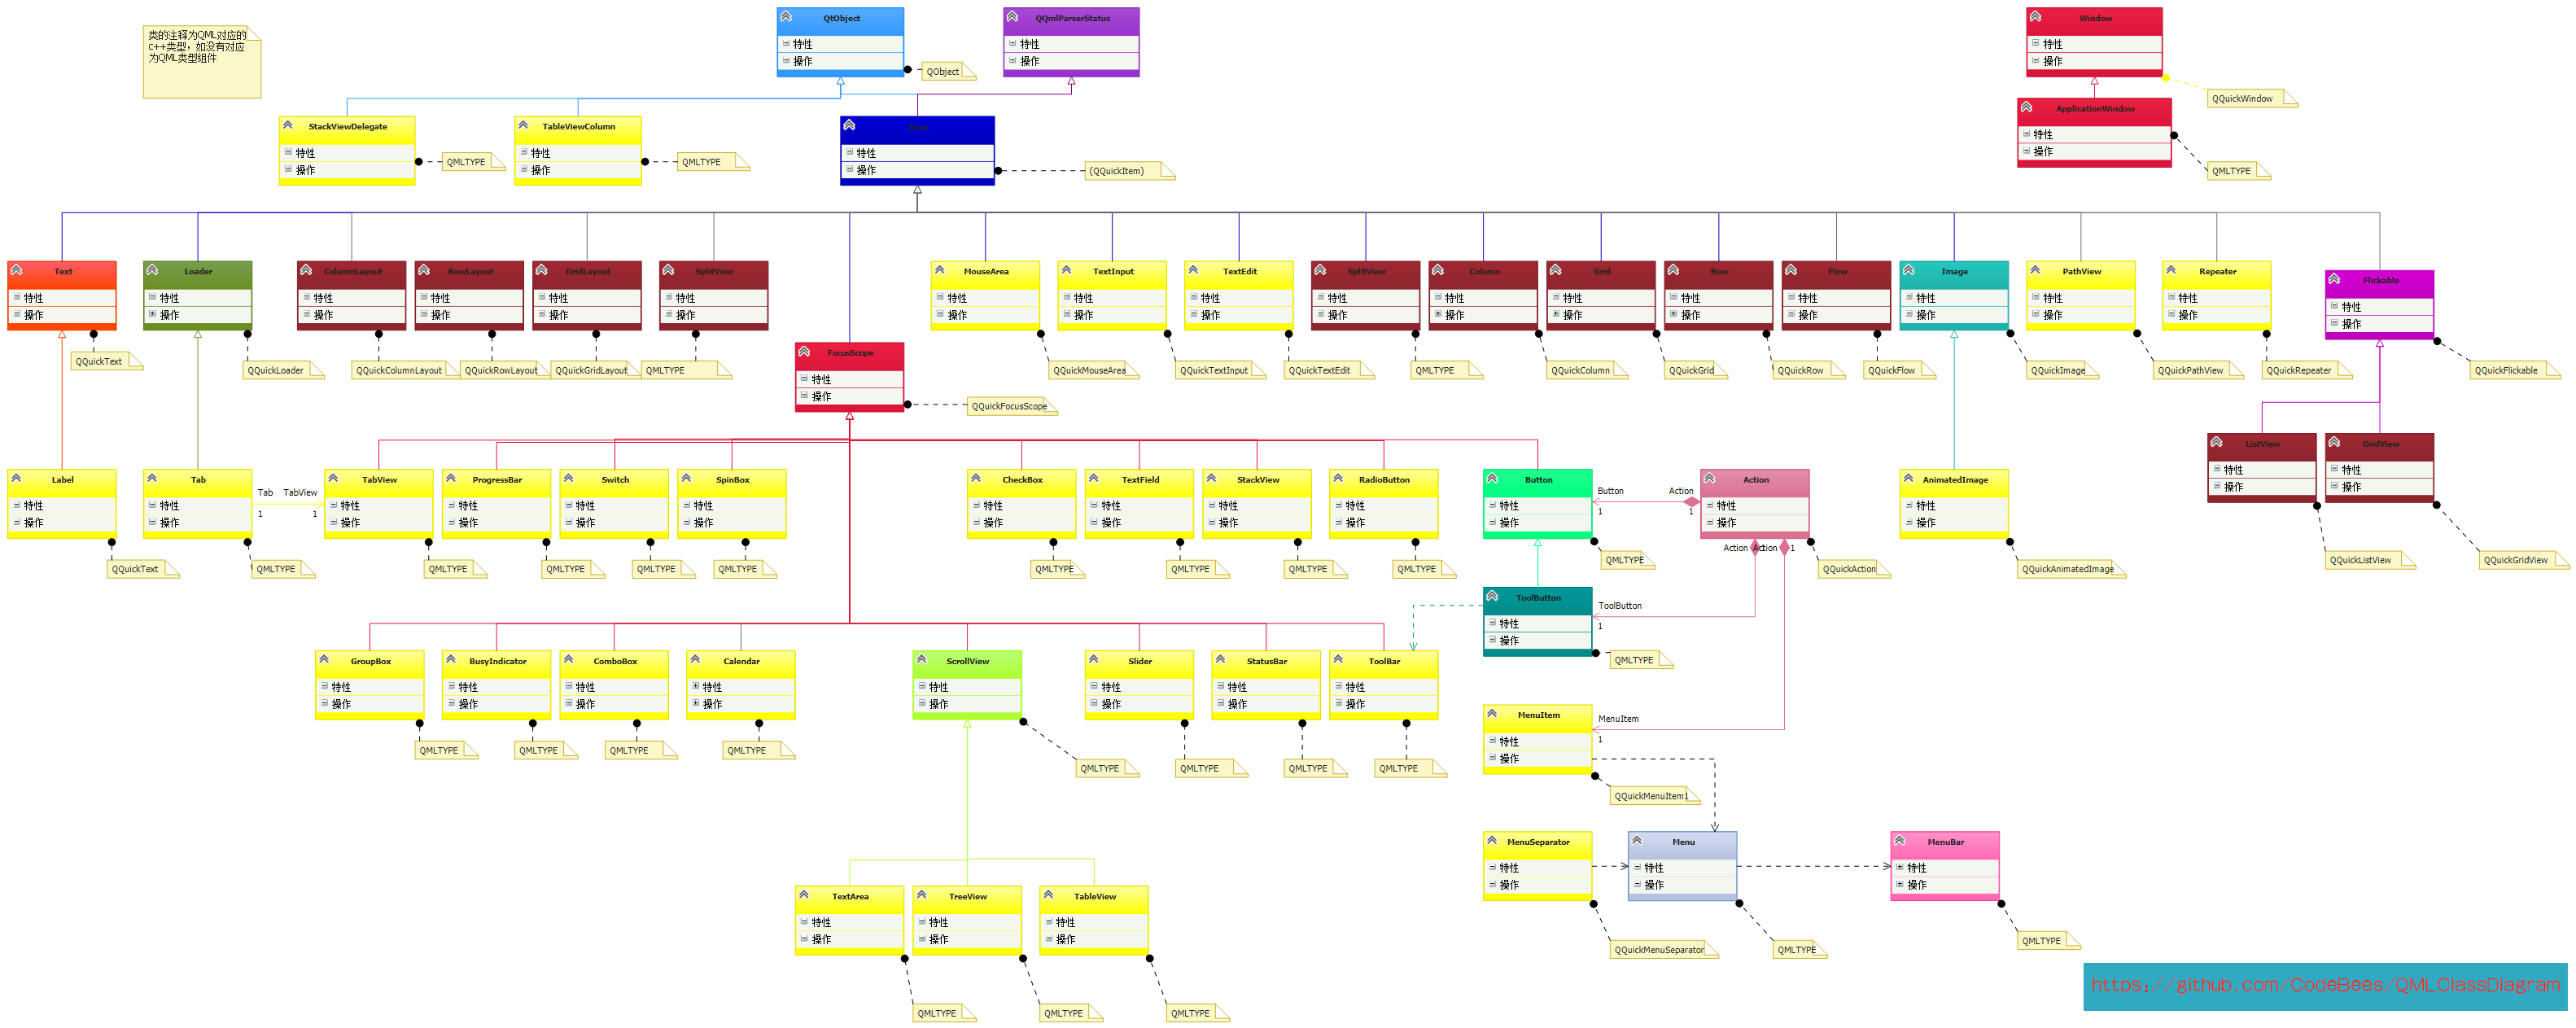 类的注释为QML对应的
c++类型，如没有对应
为QML类型组件
QtObject
特性
操作
QObject
QQmlParserStatus
特性
操作
Window
特性
操作
QQuickWindow
ApplicationWindow
特性
操作
QMLTYPE
StackViewDelegate
特性
操作
QMLTYPE
TableViewColumn
特性
操作
QMLTYPE
Item
特性
操作
(QQuickItem)
Text
特性
操作
QQuickText
Loader
特性
操作
QQuickLoader
ColumnLayout
特性
操作
QQuickColumnLayout
RowLayout
特性
操作
QQuickRowLayout
GridLayout
特性
操作
QQuickGridLayout
SplitView
特性
操作
QMLTYPE
FocusScope
特性
操作
QQuickFocusScope
MouseArea
特性
操作
QQuickMouseArea
TextInput
特性
操作
QQuickTextInput
TextEdit
特性
操作
QQuickTextEdit
SplitView
特性
操作
QMLTYPE
Column
特性
操作
QQuickColumn
Grid
特性
操作
QQuickGrid
Row
特性
操作
QQuickRow
Flow
特性
操作
QQuickFlow
Image
特性
操作
QQuickImage
PathView
特性
操作
QQuickPathView
Repeater
特性
操作
QQuickRepeater
Flickable
特性
操作
QQuickFlickable
ListView
特性
操作
QQuickListView
GridView
特性
操作
QQuickGridView
Label
特性
操作
QQuickText
Tab
特性
操作
QMLTYPE
Tab
TabView
1
1
TabView
特性
操作
QMLTYPE
ProgressBar
特性
操作
QMLTYPE
Switch
特性
操作
QMLTYPE
SpinBox
特性
操作
QMLTYPE
CheckBox
特性
操作
QMLTYPE
TextField
特性
操作
QMLTYPE
StackView
特性
操作
QMLTYPE
RadioButton
特性
操作
QMLTYPE
Button
特性
操作
QMLTYPE
Button
Action
1
1
Action
特性
操作
QQuickAction
Action
1
Action
1
AnimatedImage
特性
操作
QQuickAnimatedImage
ToolButton
特性
操作
QMLTYPE
ToolButton
1
GroupBox
特性
操作
QMLTYPE
BusyIndicator
特性
操作
QMLTYPE
ComboBox
特性
操作
QMLTYPE
Calendar
特性
操作
QMLTYPE
ScrollView
特性
操作
QMLTYPE
Slider
特性
操作
QMLTYPE
StatusBar
特性
操作
QMLTYPE
ToolBar
特性
操作
QMLTYPE
MenuItem
特性
操作
QQuickMenuItem1
MenuItem
1
MenuSeparator
特性
操作
QQuickMenuSeparator
Menu
特性
操作
QMLTYPE
MenuBar
特性
操作
QMLTYPE
TextArea
特性
操作
QMLTYPE
TreeView
特性
操作
QMLTYPE
TableView
特性
操作
QMLTYPE
https://github.com/CodeBees/QMLClassDiagram